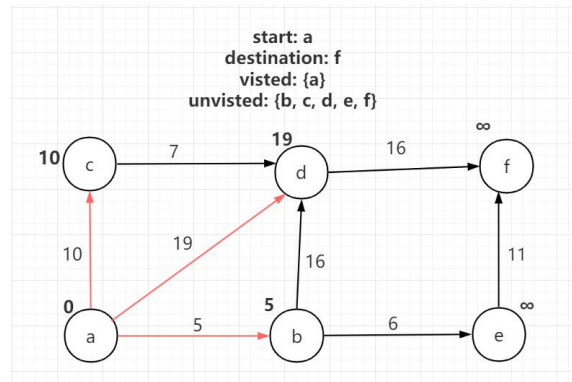 start: a
destination: f
visted: {a}
unvisted: {b, c, d, e, f}
∞
19
10
c
7
d
16
f
10
19
16
11
0
5
∞
a
5
b
6
e